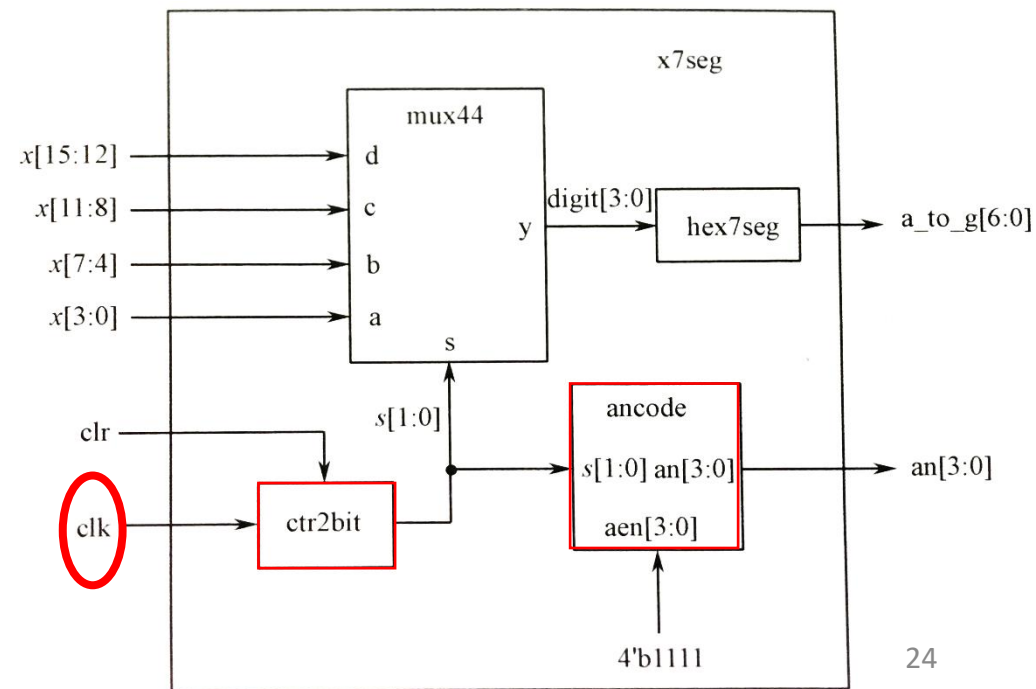 x7seg
mux44
x[15:12]
d
x[11:8]
c
digit[3:0]
y
hex7seg
a_to_g[6:0]
x[7:4]
b
x[3:0]
a
s
s[1:0]
ancode
clr
s[1:0] an[3:0]
an[3:0]
clk
ctr2bit
aen[3:0]
4'b1111
24